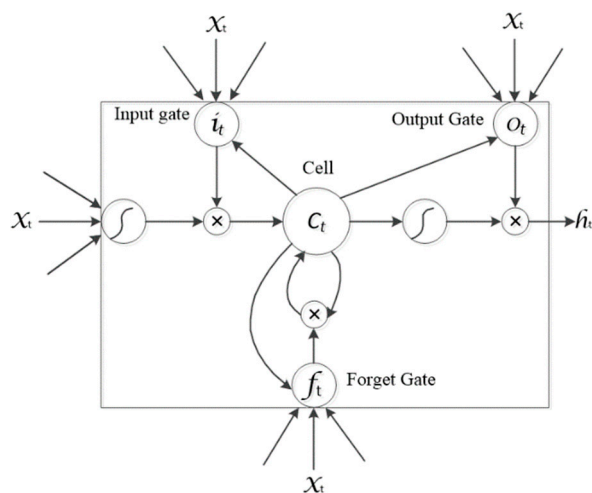 Xt Xt
Input gate it Output Gate Ot
Cell
Xt × Ct × ht
×
ft Forget Gate
Xt